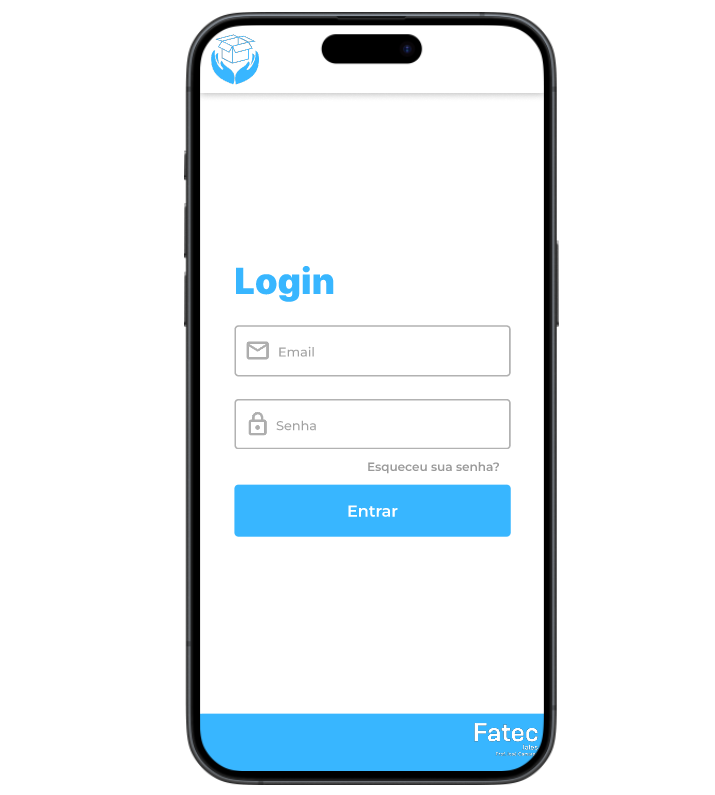 Login
Email
Senha
Esqueceu sua senha?
Entrar
Fatec